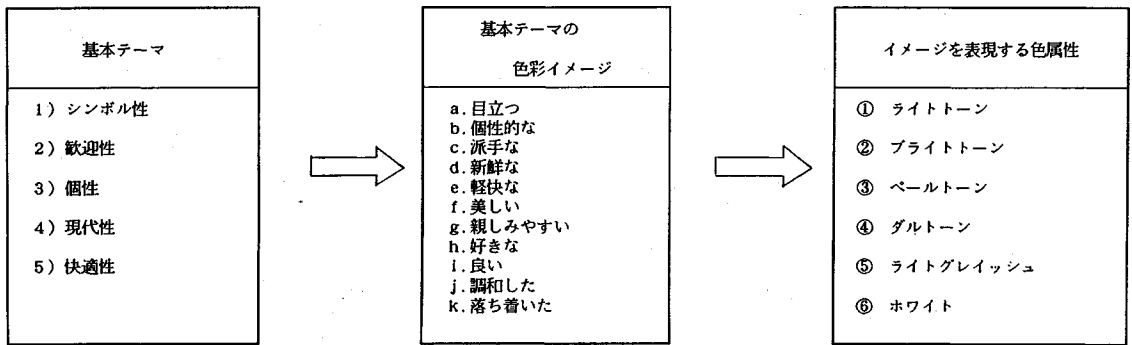 基本テーマ
1) シンボル性
2) 歓迎性
3) 個性
4) 現代性
5) 快適性
基本テーマの
色彩イメージ
a.目立つ
b.個性的な
c.派手な
d.新鮮な
e.軽快な
f.美しい
g.親しみやすい
h.好きな
i.良い
j.調和した
k.落ち着いた
イメージを表現する色属性
① ライトトーン
② ブライトトーン
③ ペールトーン
④ ダルトーン
⑤ ライトグレイッシュ
⑥ ホワイト